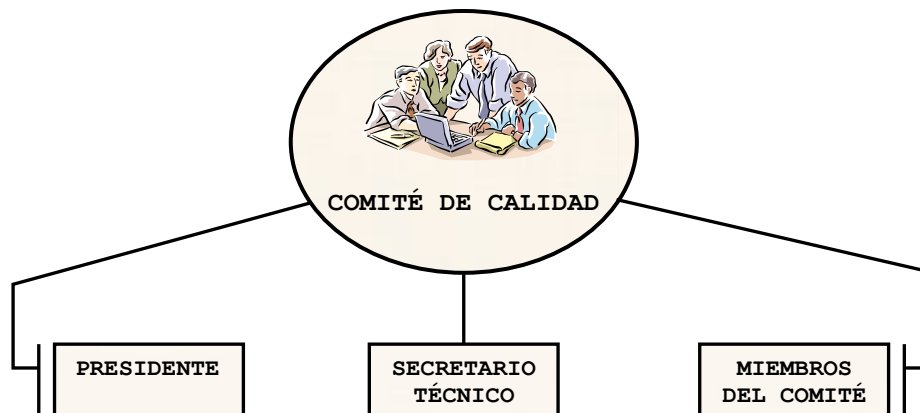 COMITÉ DE CALIDAD
PRESIDENTE
SECRETARIO
TÉCNICO
MIEMBROS
DEL COMITÉ